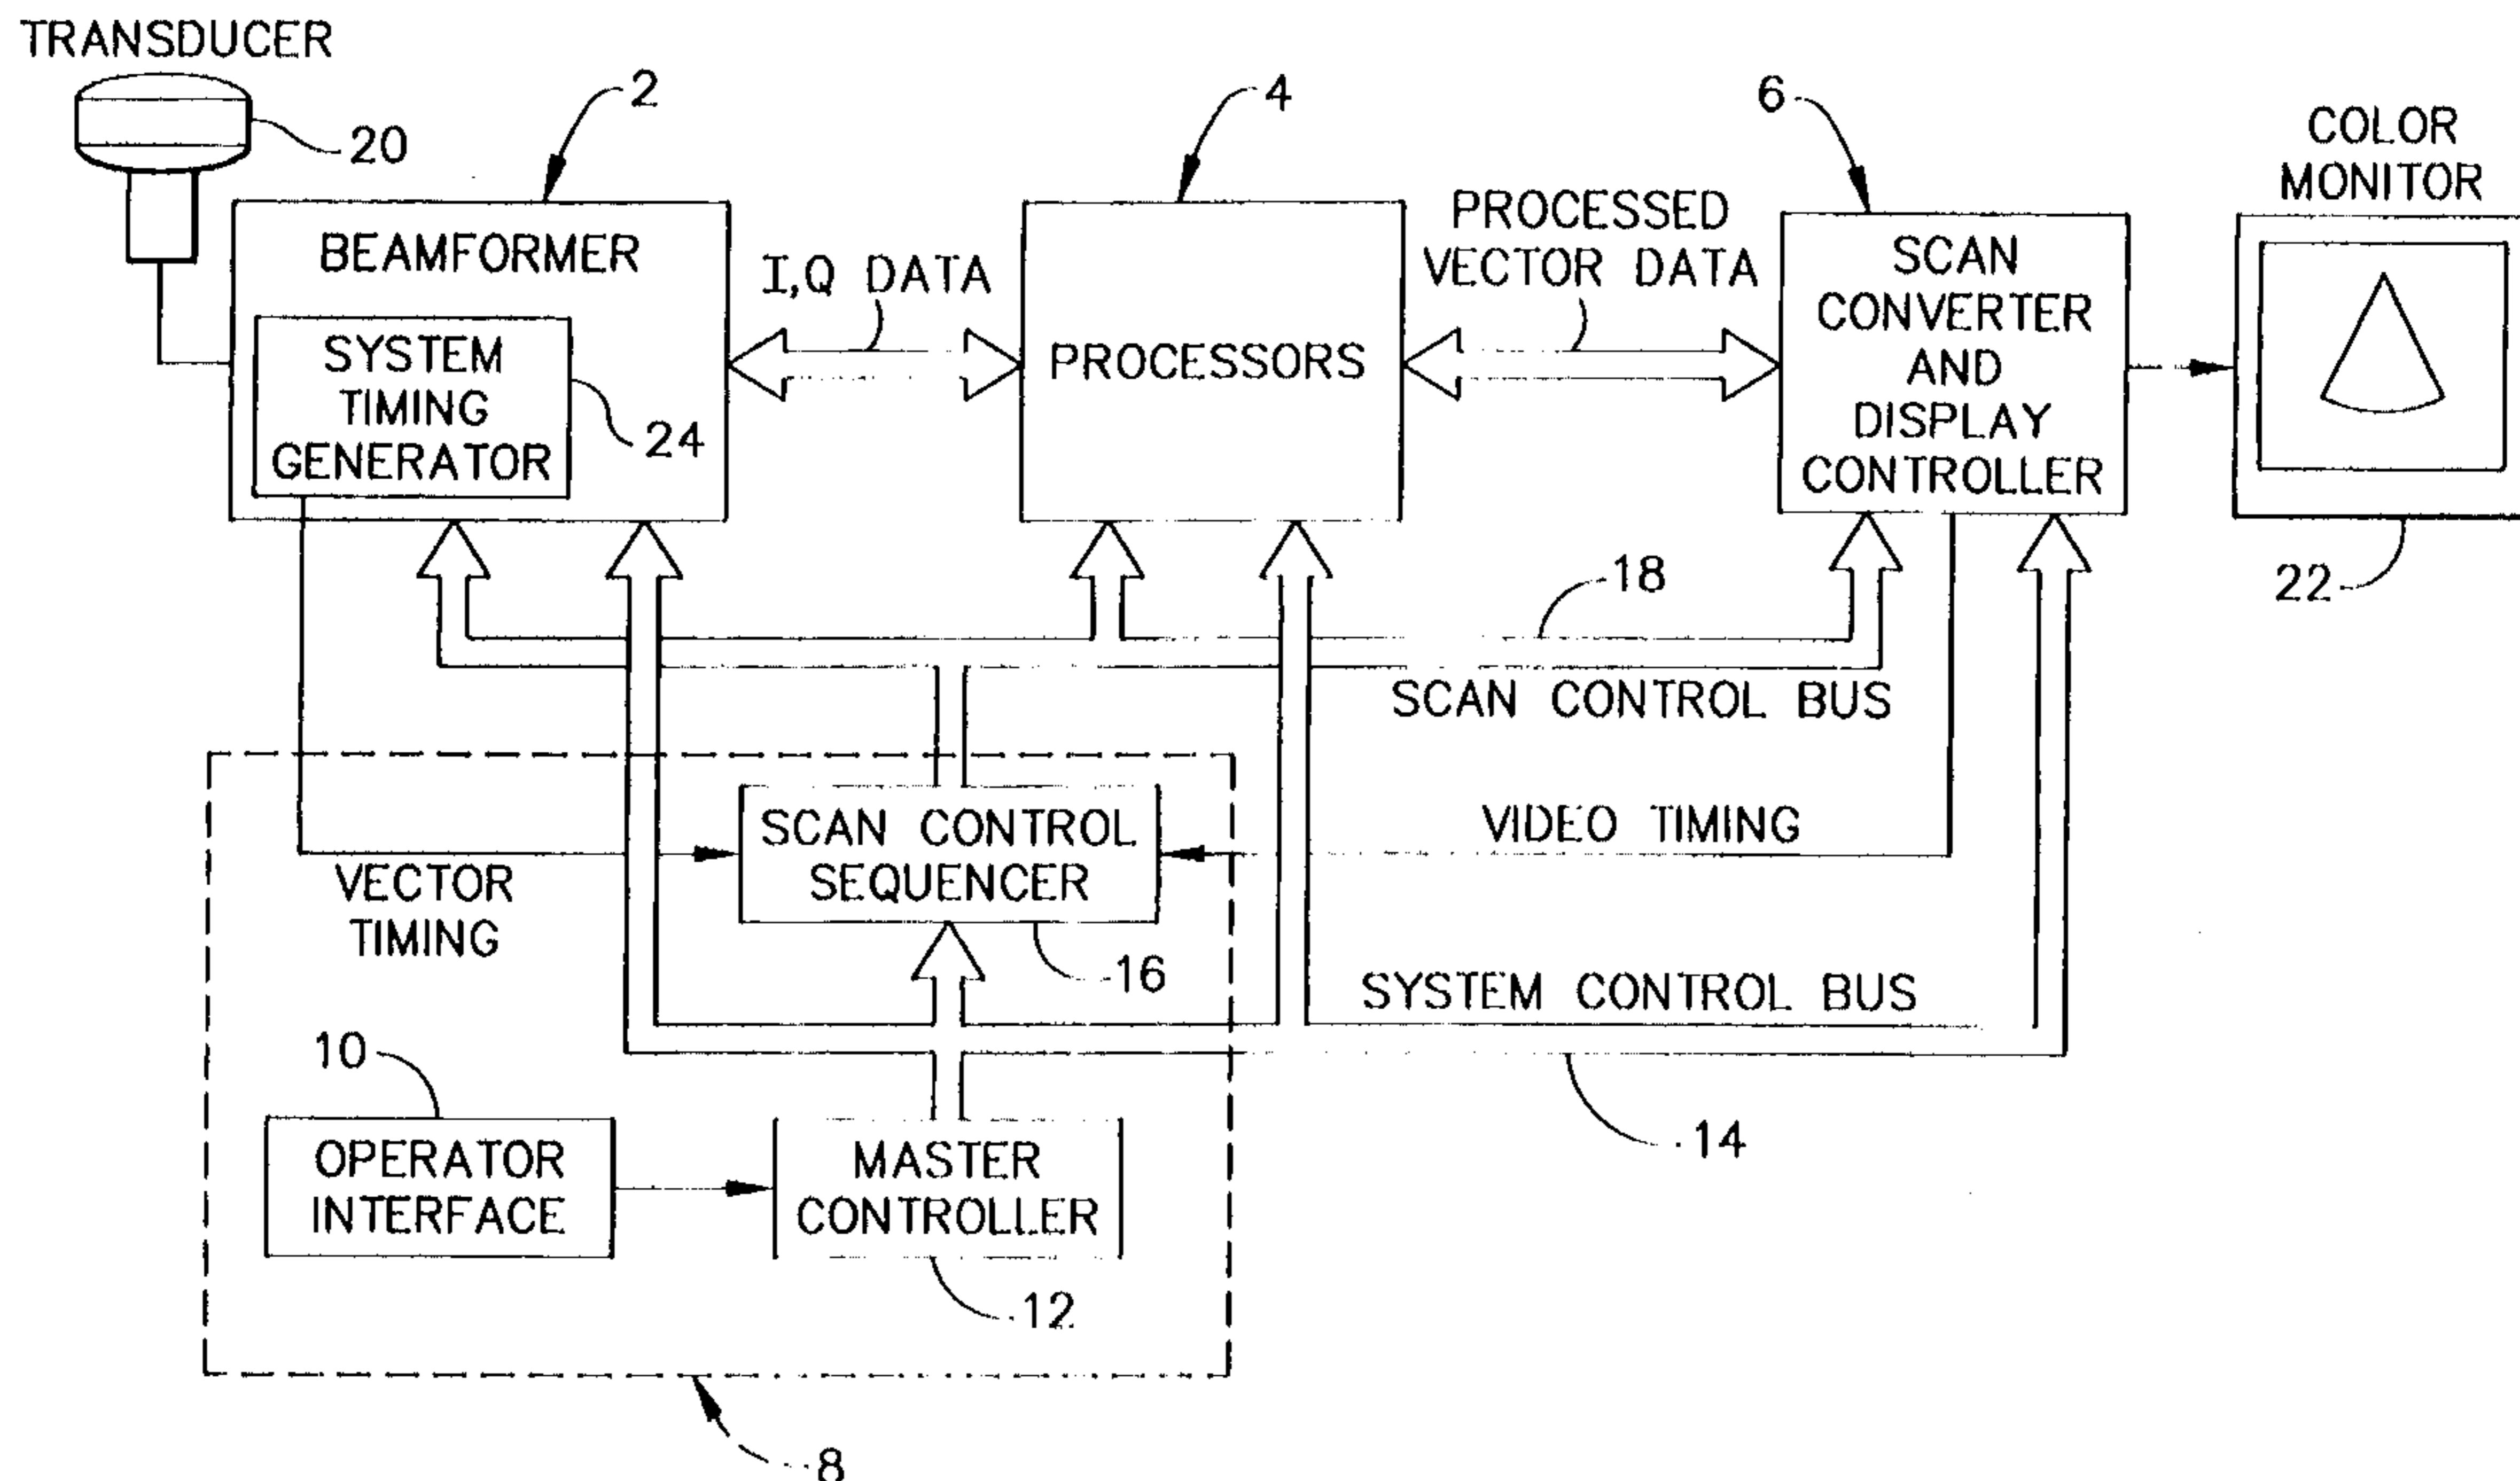 TRANSDUCER
20
2
4
6
COLOR
MONITOR
BEAMFORMER
SYSTEM
TIMING
GENERATOR
24
I,Q DATA
PROCESSORS
PROCESSED
VECTOR DATA
SCAN
CONVERTER
AND
DISPLAY
CONTROLLER
22
18
SCAN CONTROL BUS
SCAN CONTROL
SEQUENCER
16
VIDEO TIMING
VECTOR
TIMING
SYSTEM CONTROL BUS
14
10
OPERATOR
INTERFACE
MASTER
CONTROLLER
12
8